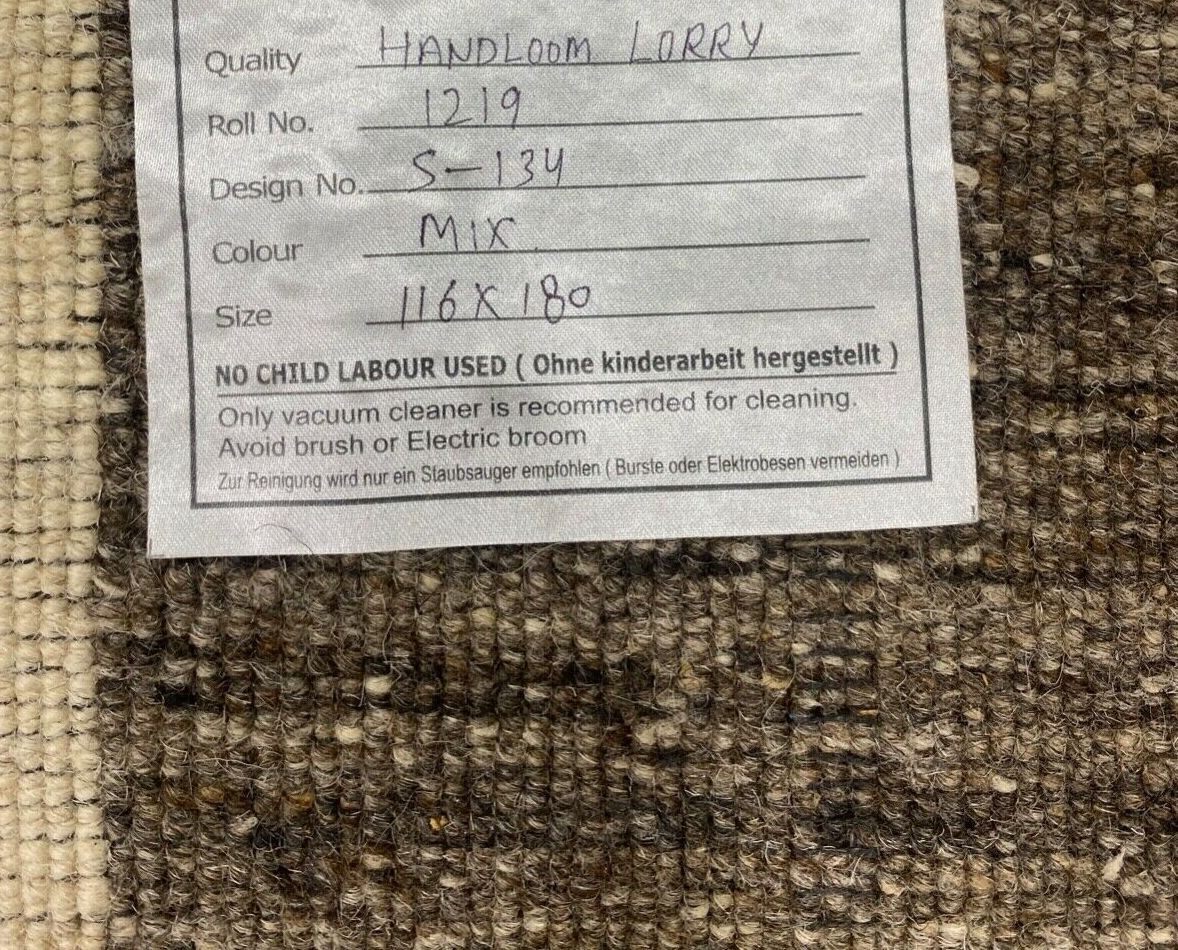 Quality HANDLOOM LORRY
Roll No. 1219
Design No. S-134
Colour MIX
Size 116X180
NO CHILD LABOUR USED ( Ohne kinderarbeit hergestellt )
Only vacuum cleaner is recommended for cleaning.
Avoid brush or Electric broom
Zur Reinigung wird nur ein Staubsauger empfohlen ( Burste oder Elektrobesen vermeiden )